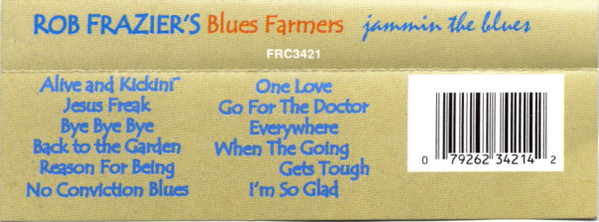 ROB FRAZIER'S Blues Farmers jammin the blues
FRC3421
Alive and Kickini"
Jesus Freak
Bye Bye Bye
Back to the Garden
Reason For Being
No Conviction Blues
One Love
Go For The Doctor
Everywhere
When The Going
Gets Tough
I'm So Glad
0 79262 34214 2